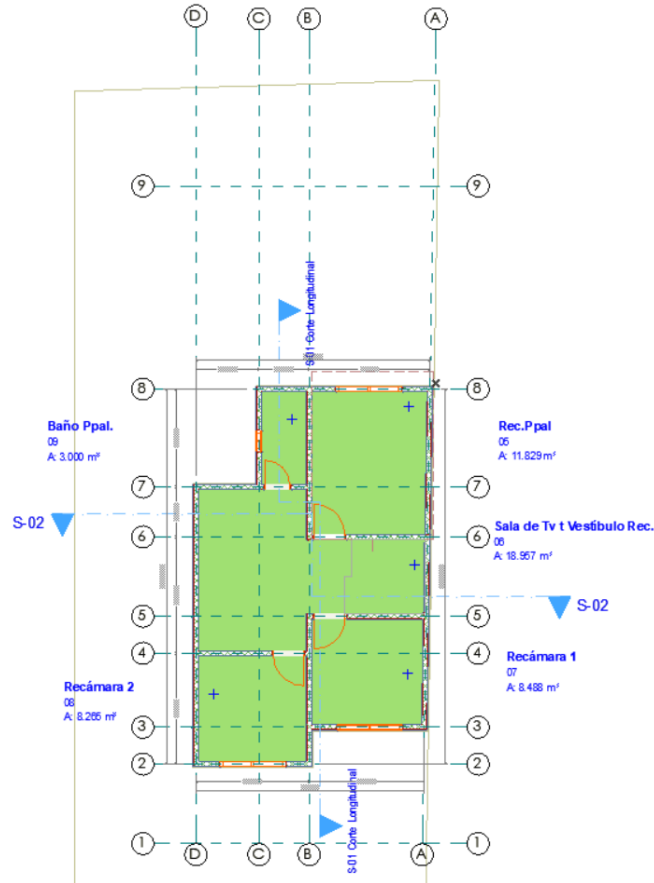 D
C
B
A
9
9
S-01 Corte Longitudinal
8
8
Baño Ppal.
09
A: 3.000 m²
Rec.Ppal
05
A: 11.829 m²
7
7
S-02
6
6
Sala de Tv t Vestibulo Rec.
06
A: 18.957 m²
5
5
S-02
4
4
Recámara 1
07
A: 8.488 m²
Recámara 2
08
A: 8.265 m²
3
3
2
2
S-01 Corte Longitudinal
1
1
D
C
B
A